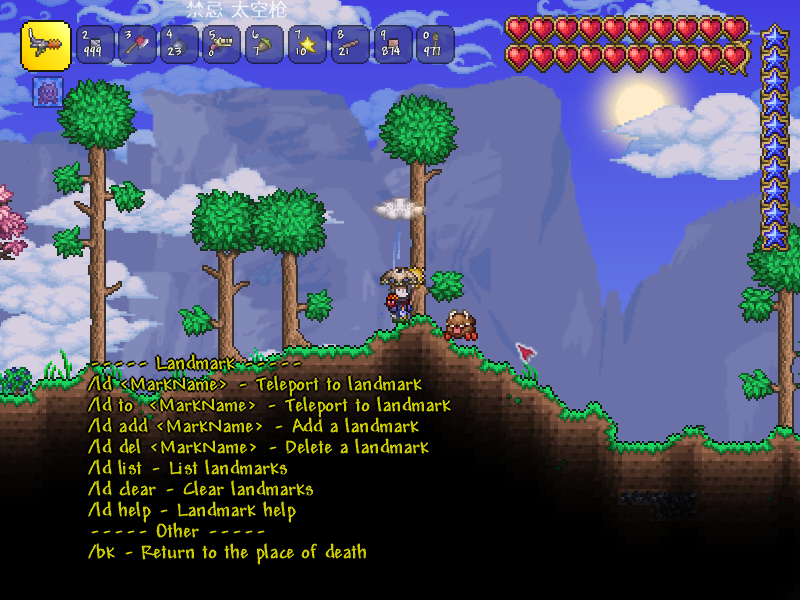 禁忌 太空枪
2 3 4 5 6 7 8 9 0
999 23 0 7 10 21 874 977
----- Landmark -----
/ld <MarkName> - Teleport to landmark
/ld to <MarkName> - Teleport to landmark
/ld add <MarkName> - Add a landmark
/ld del <MarkName> - Delete a landmark
/ld list - List landmarks
/ld clear - Clear landmarks
/ld help - Landmark help
----- Other -----
/bk - Return to the place of death